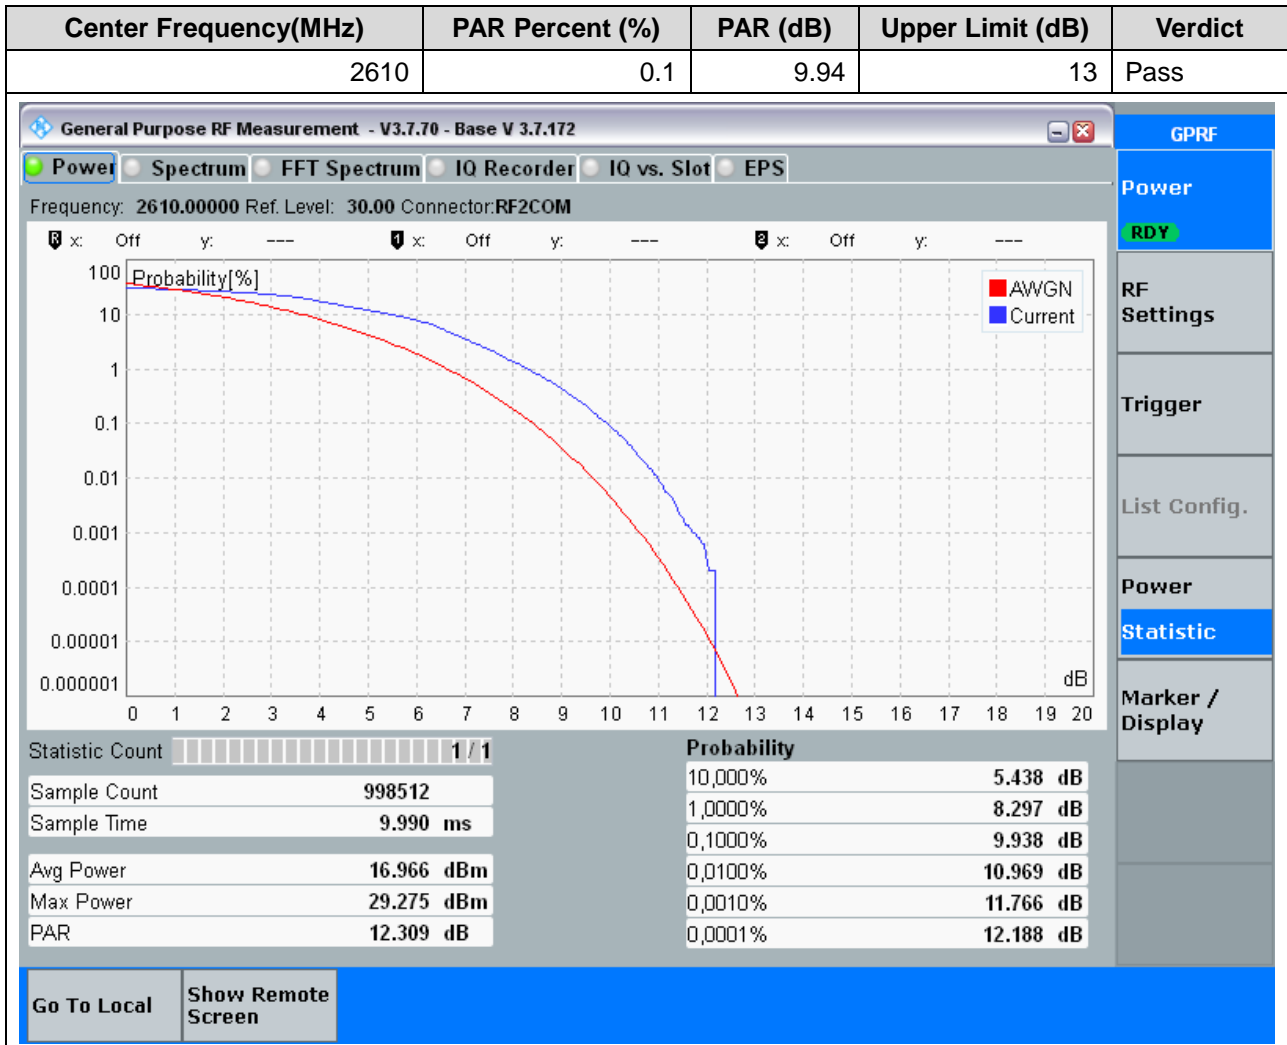 Center Frequency(MHz) PAR Percent (%) PAR (dB) Upper Limit (dB) Verdict
2610 0.1 9.94 13 Pass
General Purpose RF Measurement - V3.7.70 - Base V 3.7.172
GPRF
Power Spectrum FFT Spectrum IQ Recorder IQ vs. Slot EPS
Power
RDY
Frequency: 2610.00000 Ref. Level: 30.00 Connector:RF2COM
R x: Off y: --- 1 x: Off y: --- 2 x: Off y: ---
Probability[%]
AWGN
Current
100
10
1
0.1
0.01
0.001
0.0001
0.00001
0.000001
dB
0 1 2 3 4 5 6 7 8 9 10 11 12 13 14 15 16 17 18 19 20
RF
Settings
Trigger
List Config.
Power
Statistic
Marker /
Display
Statistic Count 1 / 1
Sample Count 998512
Sample Time 9.990 ms
Avg Power 16.966 dBm
Max Power 29.275 dBm
PAR 12.309 dB
Probability
10,000% 5.438 dB
1,0000% 8.297 dB
0,1000% 9.938 dB
0,0100% 10.969 dB
0,0010% 11.766 dB
0,0001% 12.188 dB
Go To Local
Show Remote
Screen